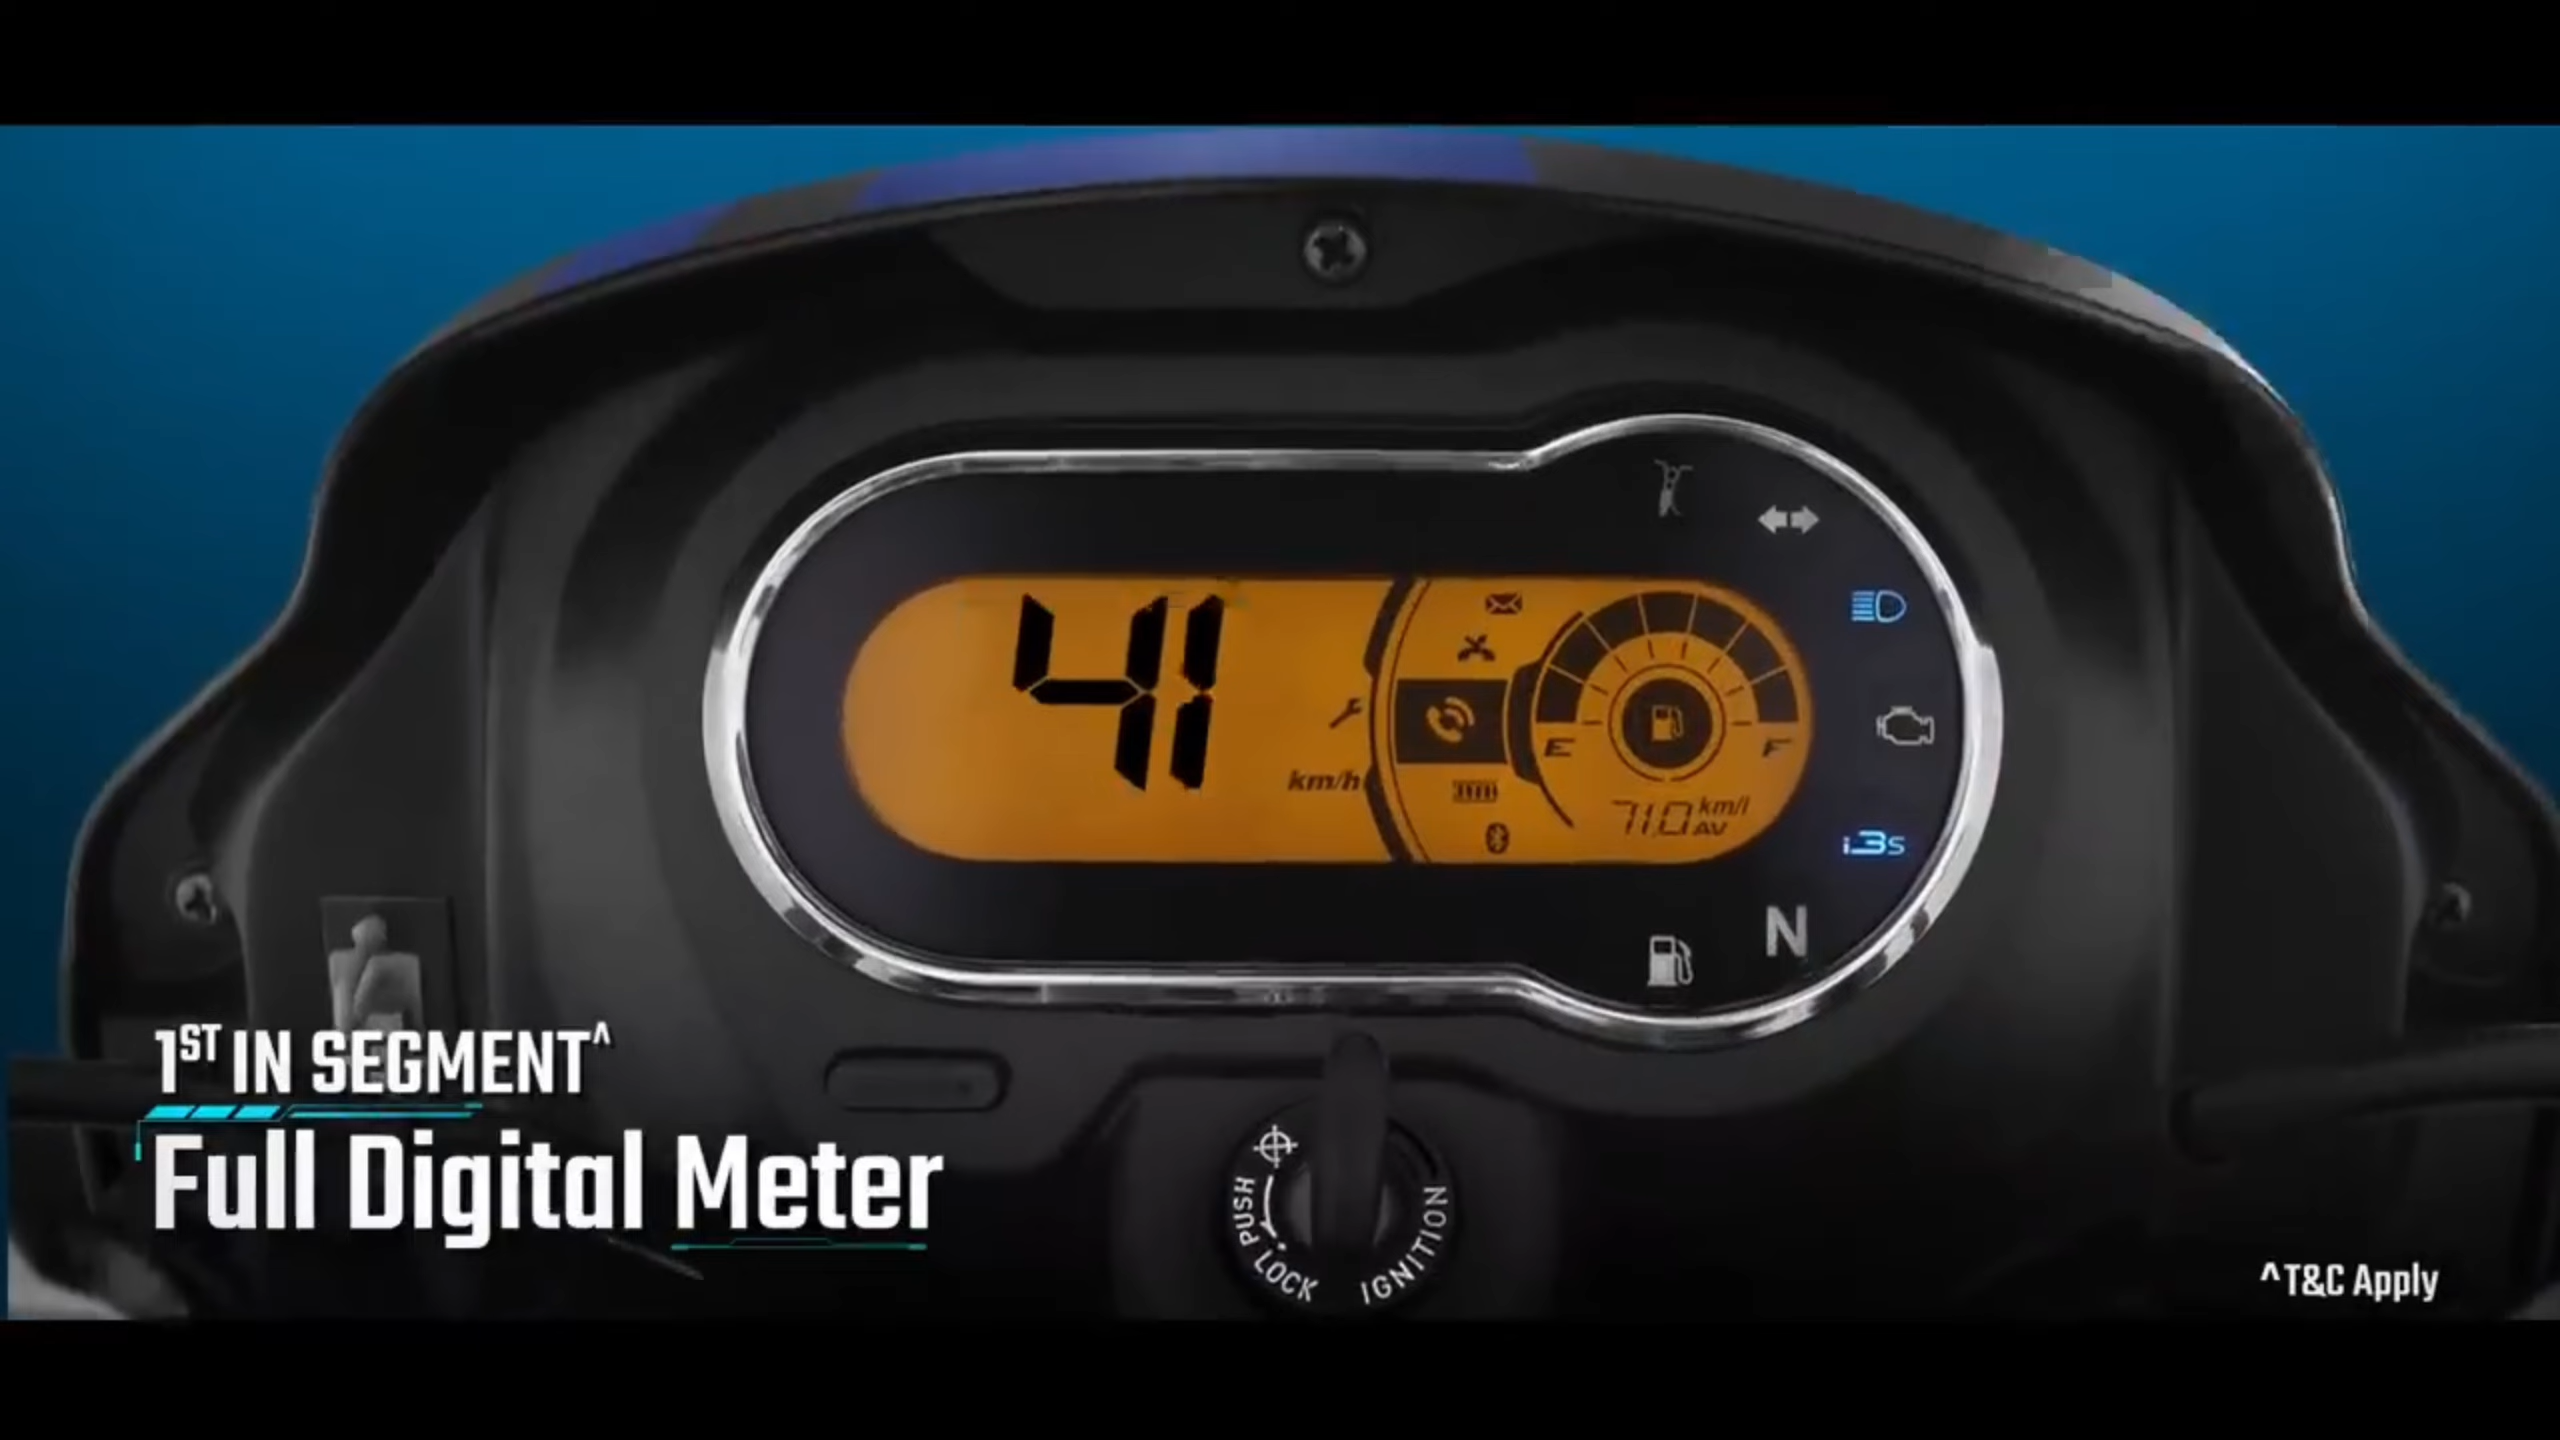 41
km/h
E
F
71.0 km/l
AV
i3s
N
1ST IN SEGMENT^
Full Digital Meter
PUSH LOCK IGNITION
^T&C Apply